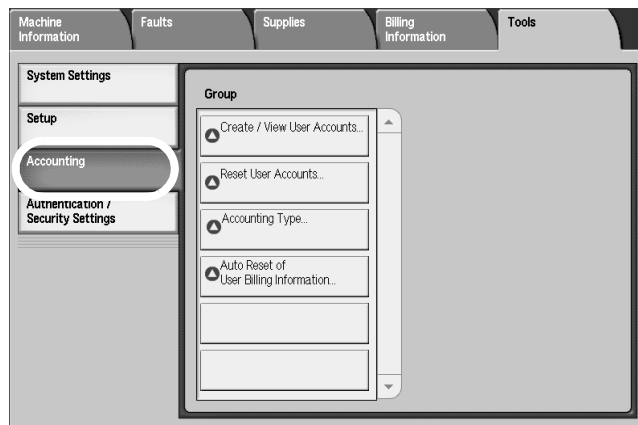 Machine
Information
Faults
Supplies
Billing
Information
Tools
System Settings
Setup
Accounting
Authentication /
Security Settings
Group
Create / View User Accounts...
Reset User Accounts...
Accounting Type...
Auto Reset of
User Billing Information...